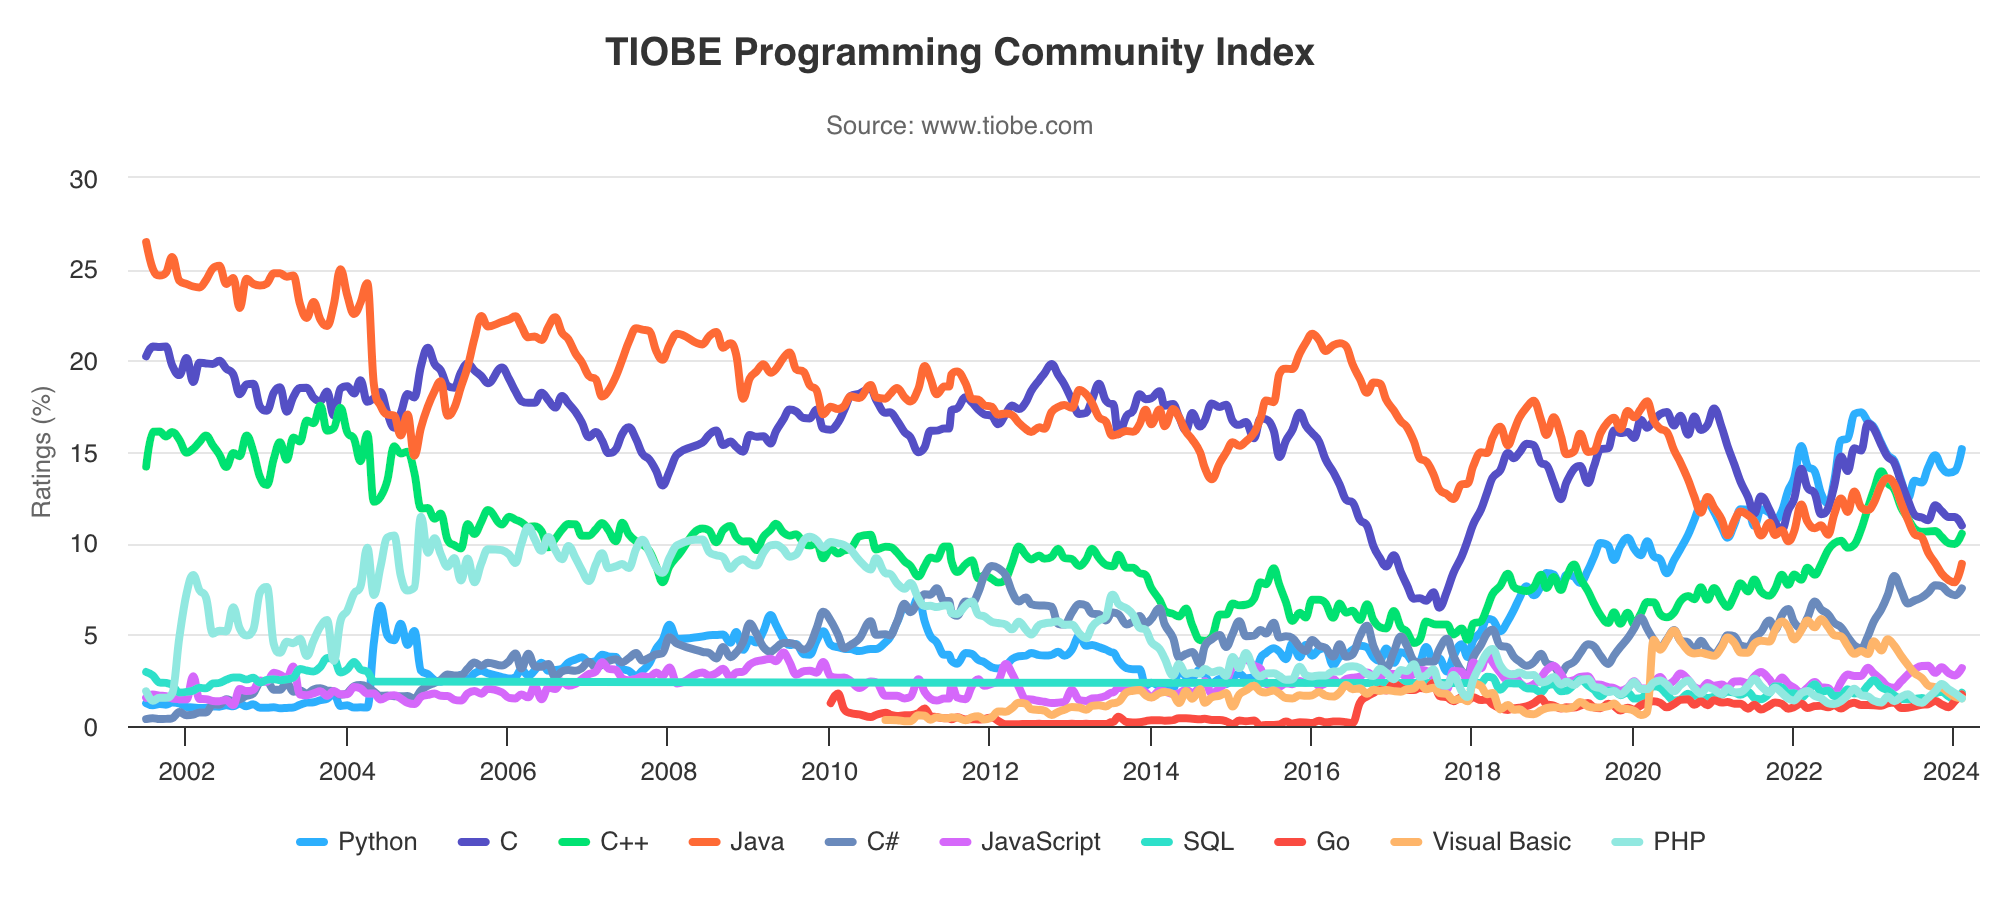 TIOBE Programming Community Index
Source: www.tiobe.com
Ratings (%)
30
25
20
15
10
5
0
2002 2004 2006 2008 2010 2012 2014 2016 2018 2020 2022 2024
Python C C++ Java C# JavaScript SQL Go Visual Basic PHP